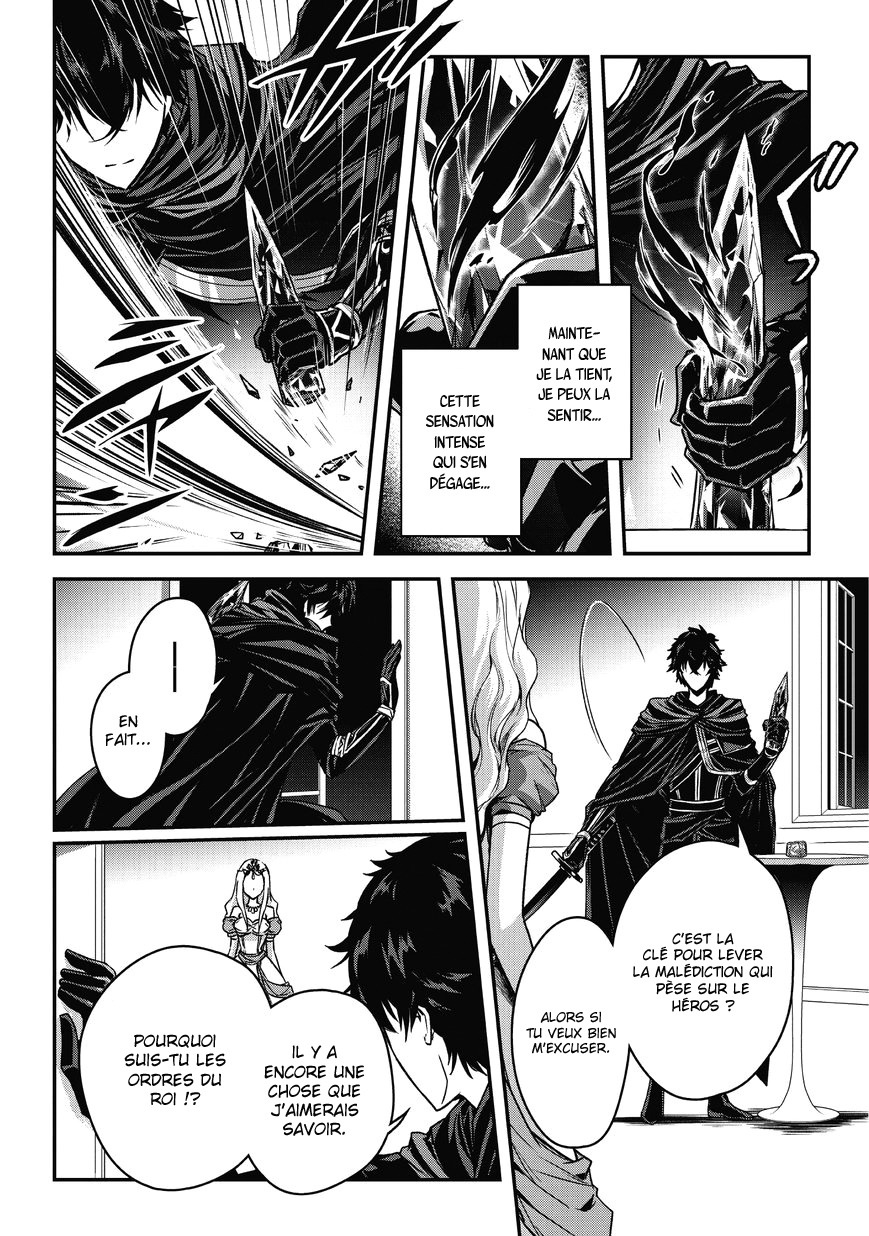 MAINTE-
NANT QUE
JE LA TIENT,
JE PEUX LA
SENTIR...
CETTE
SENSATION
INTENSE
QUI S'EN
DÉGAGE...
C'EST LA
CLÉ POUR LEVER
LA MALÉDICTION QUI
PÈSE SUR LE
HÉROS ?
ALORS SI
TU VEUX BIEN
M'EXCUSER.
EN
FAIT...
IL Y A
ENCORE UNE
CHOSE QUE
J'AIMERAIS
SAVOIR.
POURQUOI
SUIS-TU LES
ORDRES DU
ROI !?